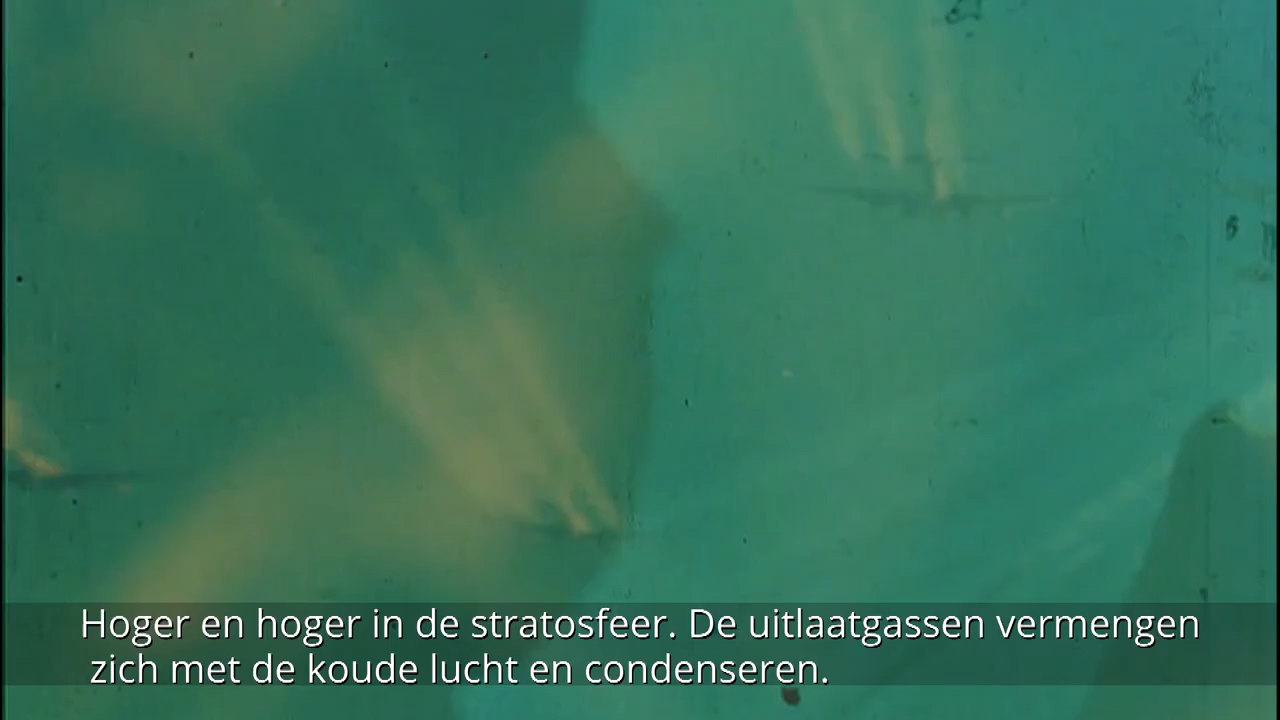 Hoger en hoger in de stratosfeer. De uitlaatgassen vermengen
zich met de koude lucht en condenseren.